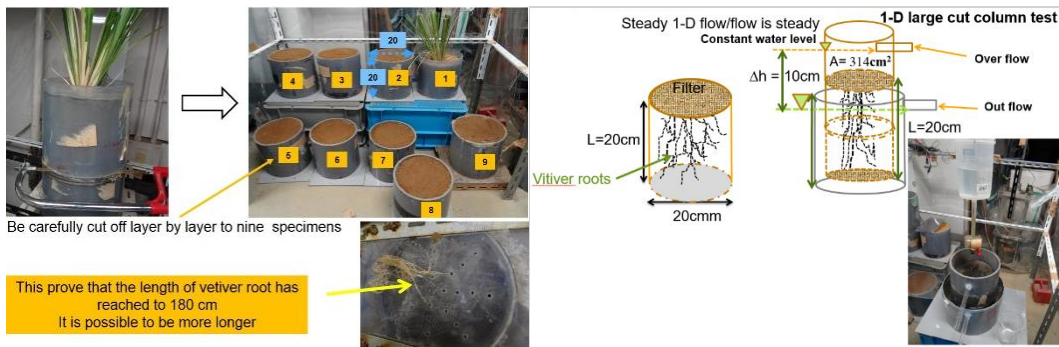 4
3
20
20
2
1
5
6
7
9
8
Be carefully cut off layer by layer to nine specimens
This prove that the length of vetiver root has
reached to 180 cm
It is possible to be more longer
Steady 1-D flow/flow is steady
1-D large cut column test
Constant water level
Over flow
A= 314cm²
Δh = 10cm
Filter
Out flow
L=20cm
L=20cm
Vitiver roots
20cmm